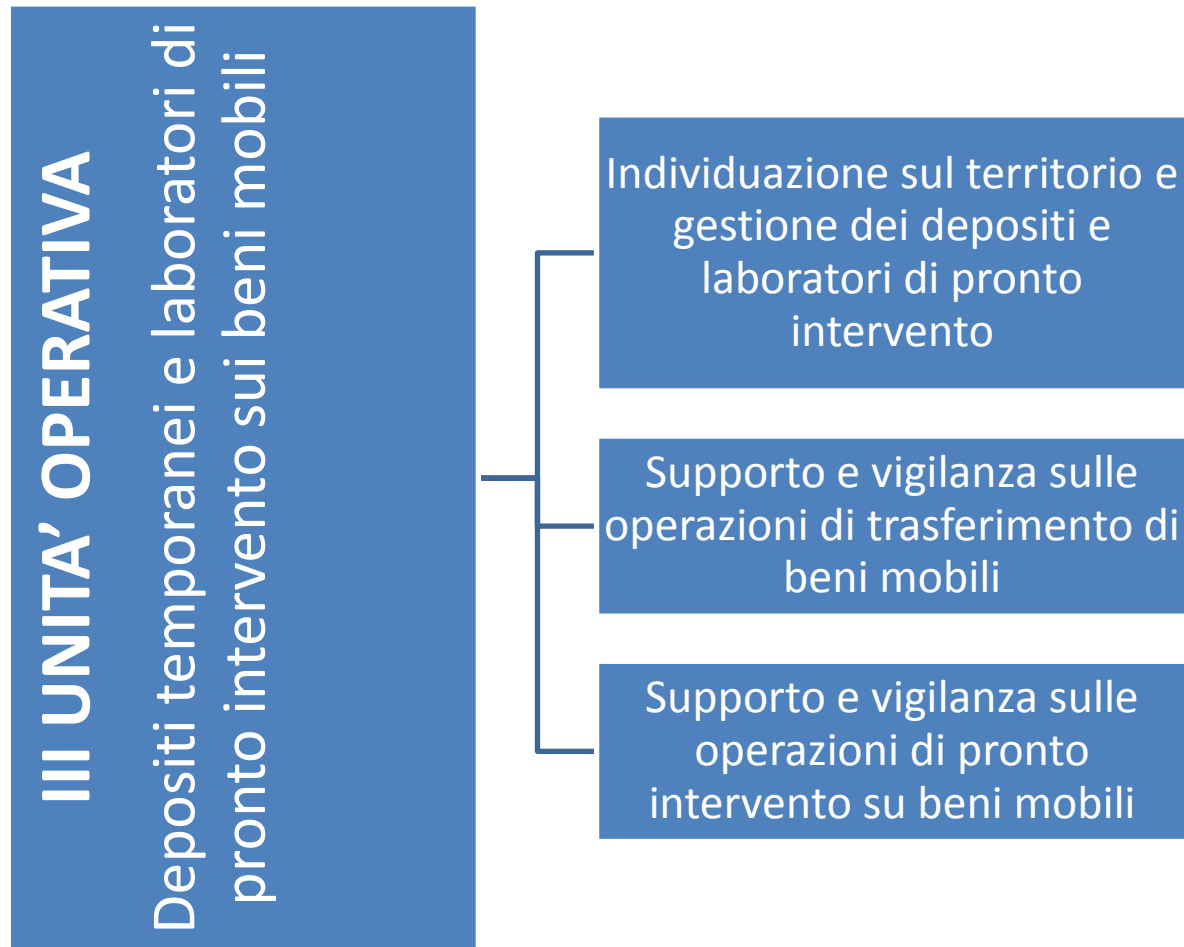 III UNITA’ OPERATIVA
Depositi temporanei e laboratori di
pronto intervento sui beni mobili
Individuazione sul territorio e
gestione dei depositi e
laboratori di pronto
intervento
Supporto e vigilanza sulle
operazioni di trasferimento di
beni mobili
Supporto e vigilanza sulle
operazioni di pronto
intervento su beni mobili